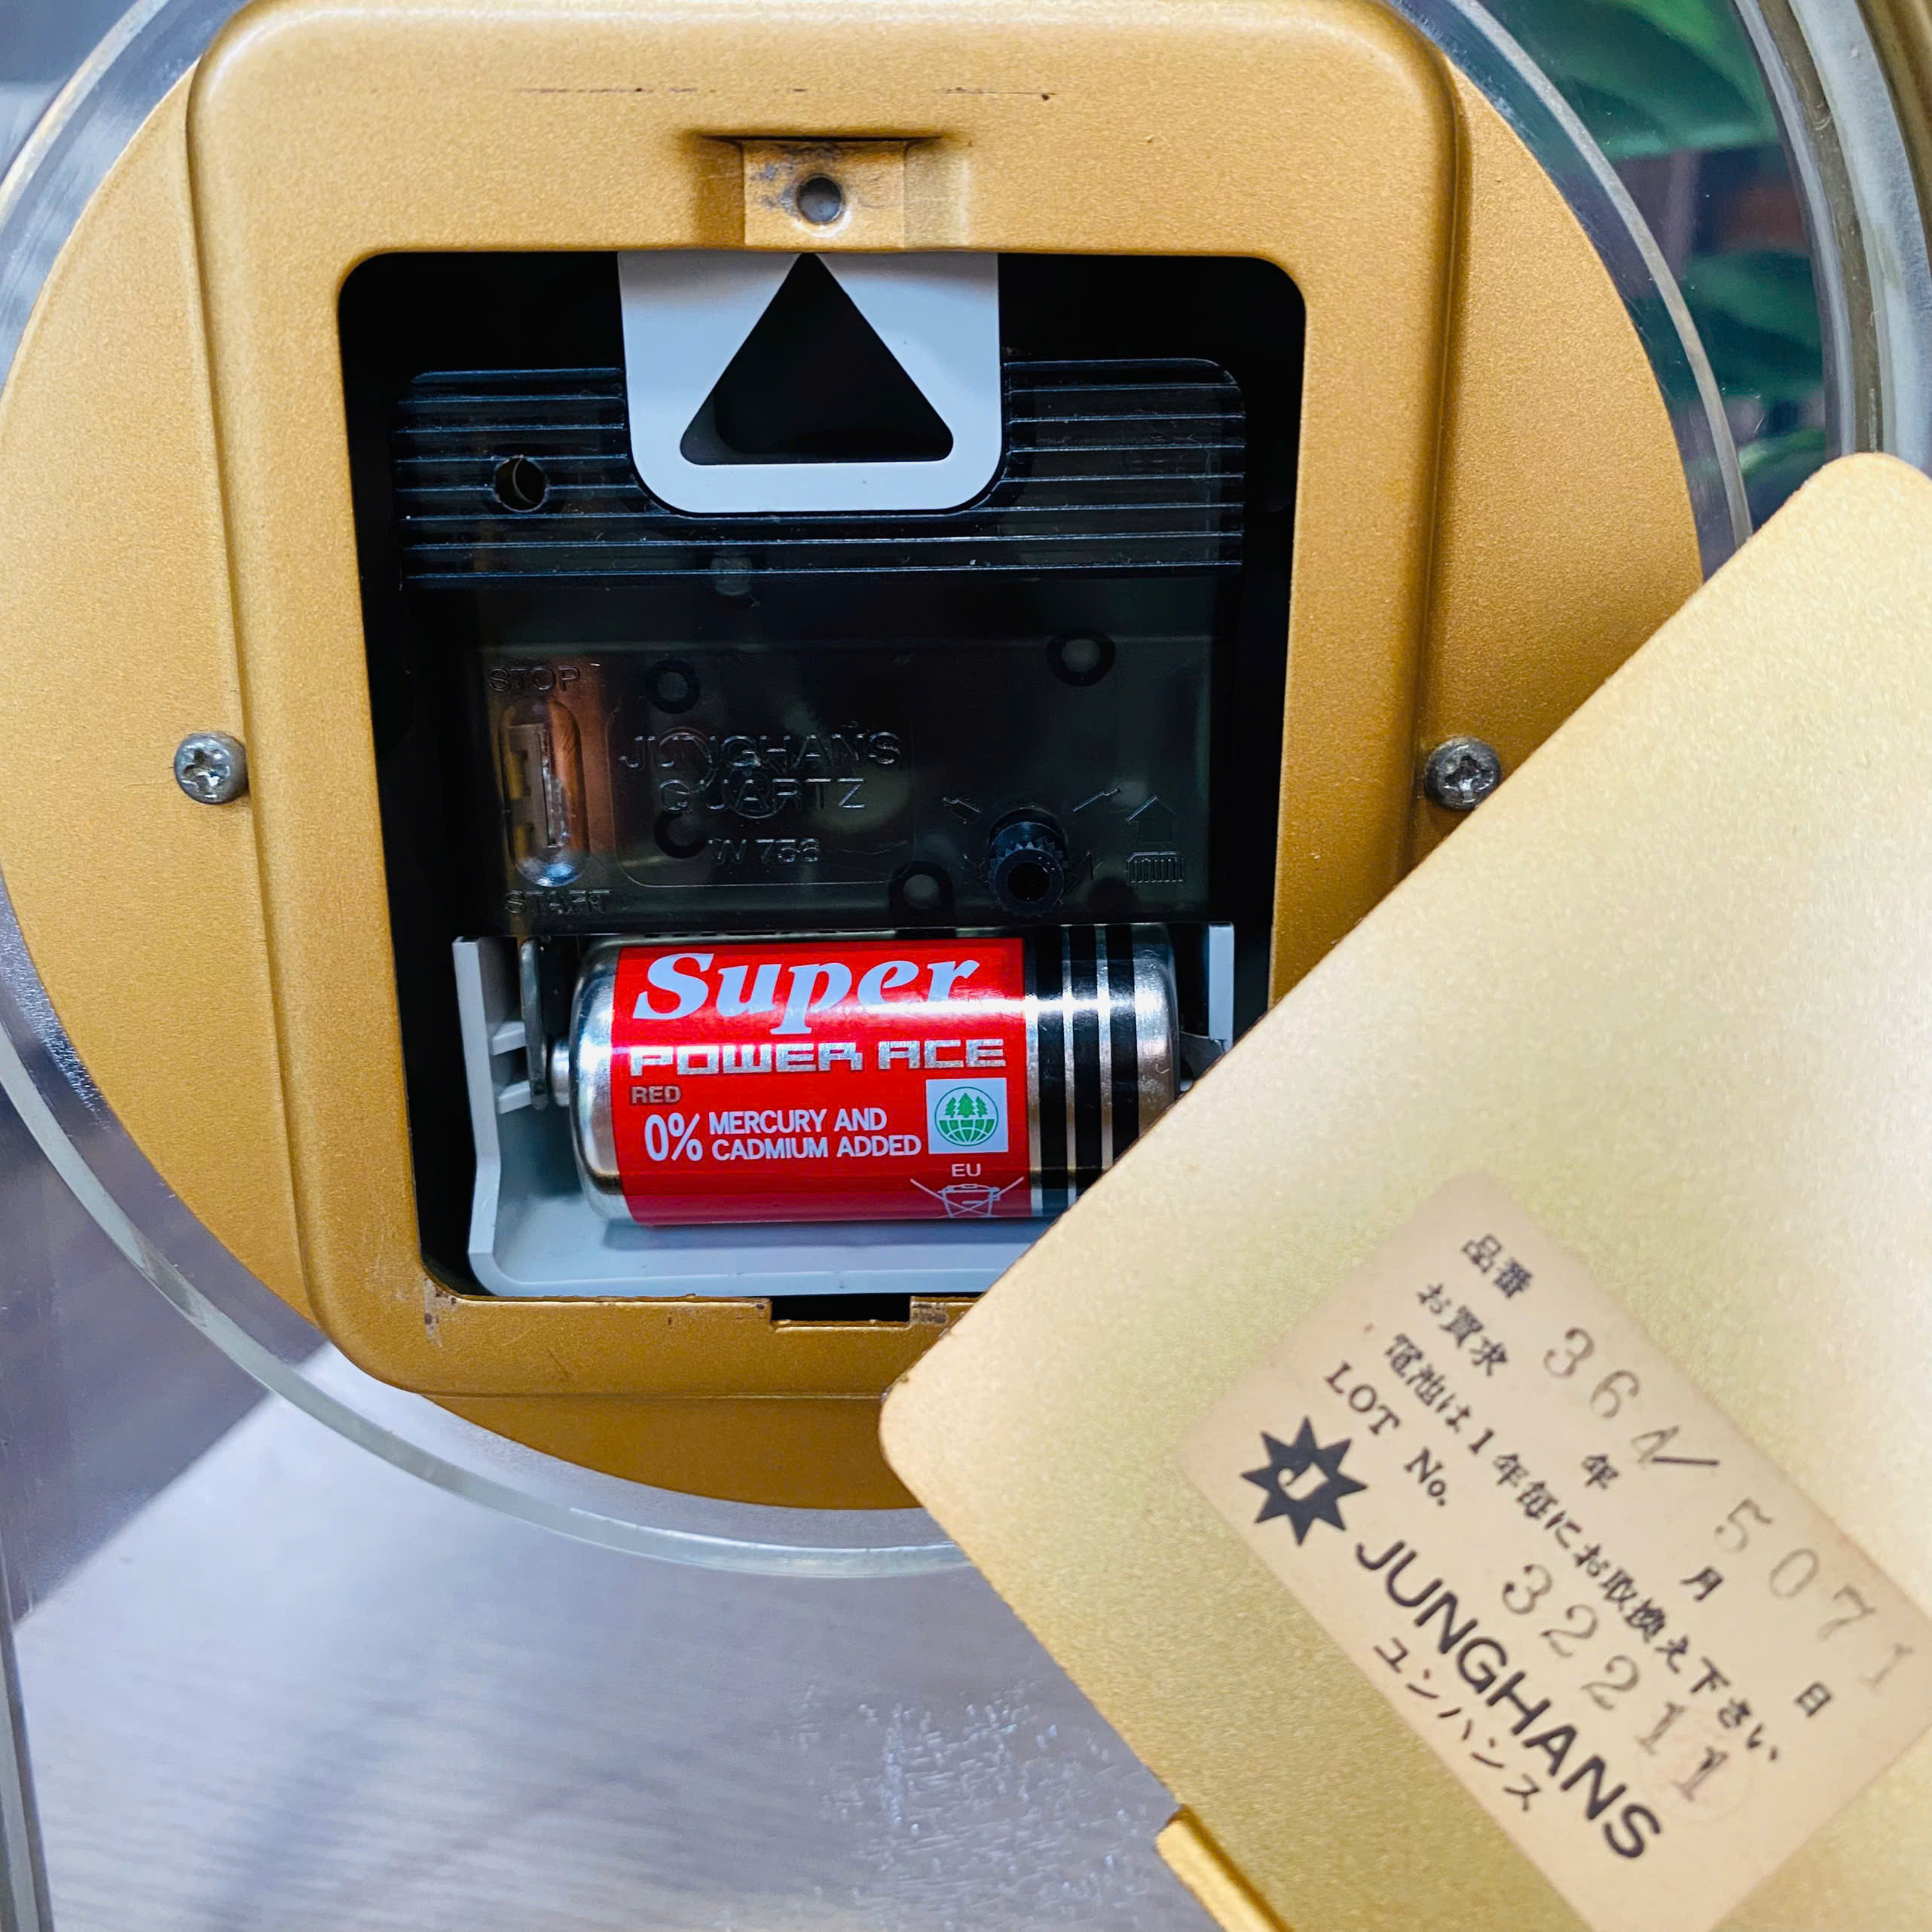 STOP
JUNGHANS
QUARTZ
W 756
START
Super
POWER ACE
RED
0% MERCURY AND
CADMIUM ADDED
EU
品番 364/5071
お買求 年 月 日
電池は1年毎にお取換え下さい
LOT No. 32211
J JUNGHANS
ユンハンス